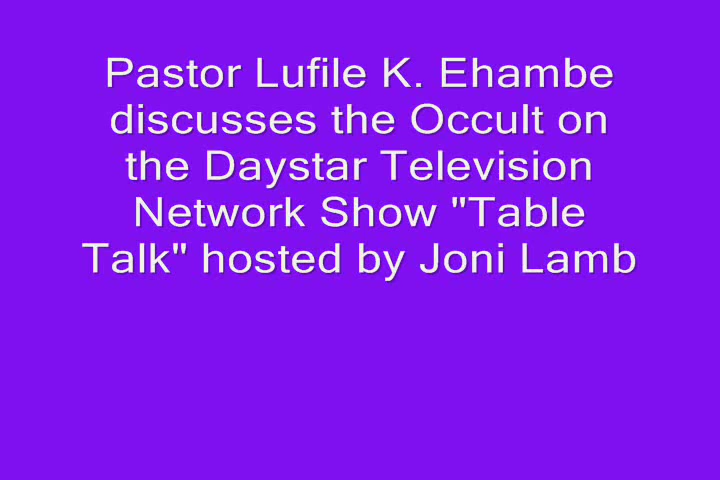 Pastor Lufile K. Ehambe
discusses the Occult on
the Daystar Television
Network Show "Table
Talk" hosted by Joni Lamb